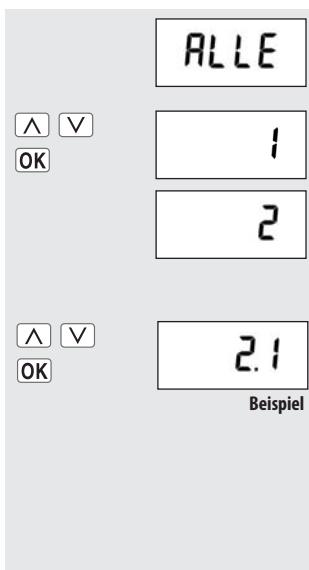 ALLE
∧ ∨
1
OK
2
∧ ∨
2.1
OK
Beispiel